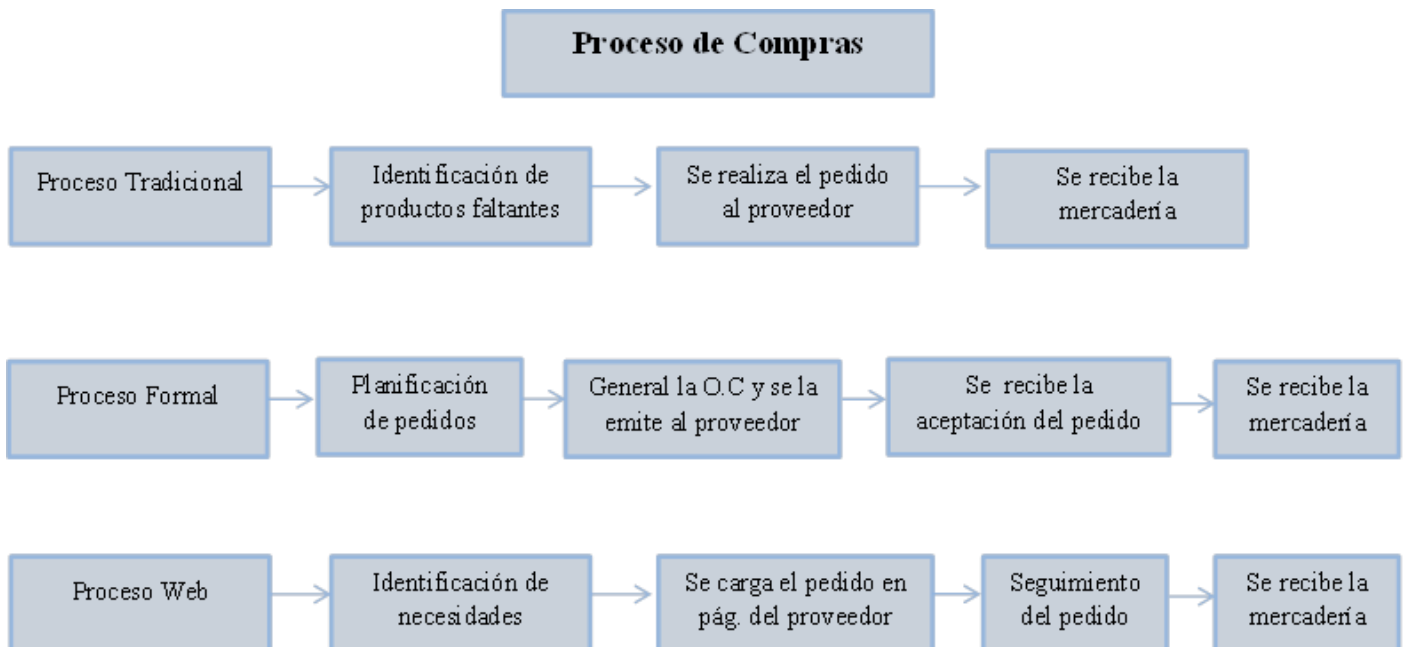 Proceso de Compras
Proceso Tradicional
Identificación de
productos faltantes
Se realiza el pedido
al proveedor
Se recibe la
mercadería
Proceso Formal
Planificación
de pedidos
General la O.C y se la
emite al proveedor
Se recibe la
aceptación del pedido
Se recibe la
mercadería
Proceso Web
Identificación de
necesidades
Se carga el pedido en
pág. del proveedor
Seguimiento
del pedido
Se recibe la
mercadería